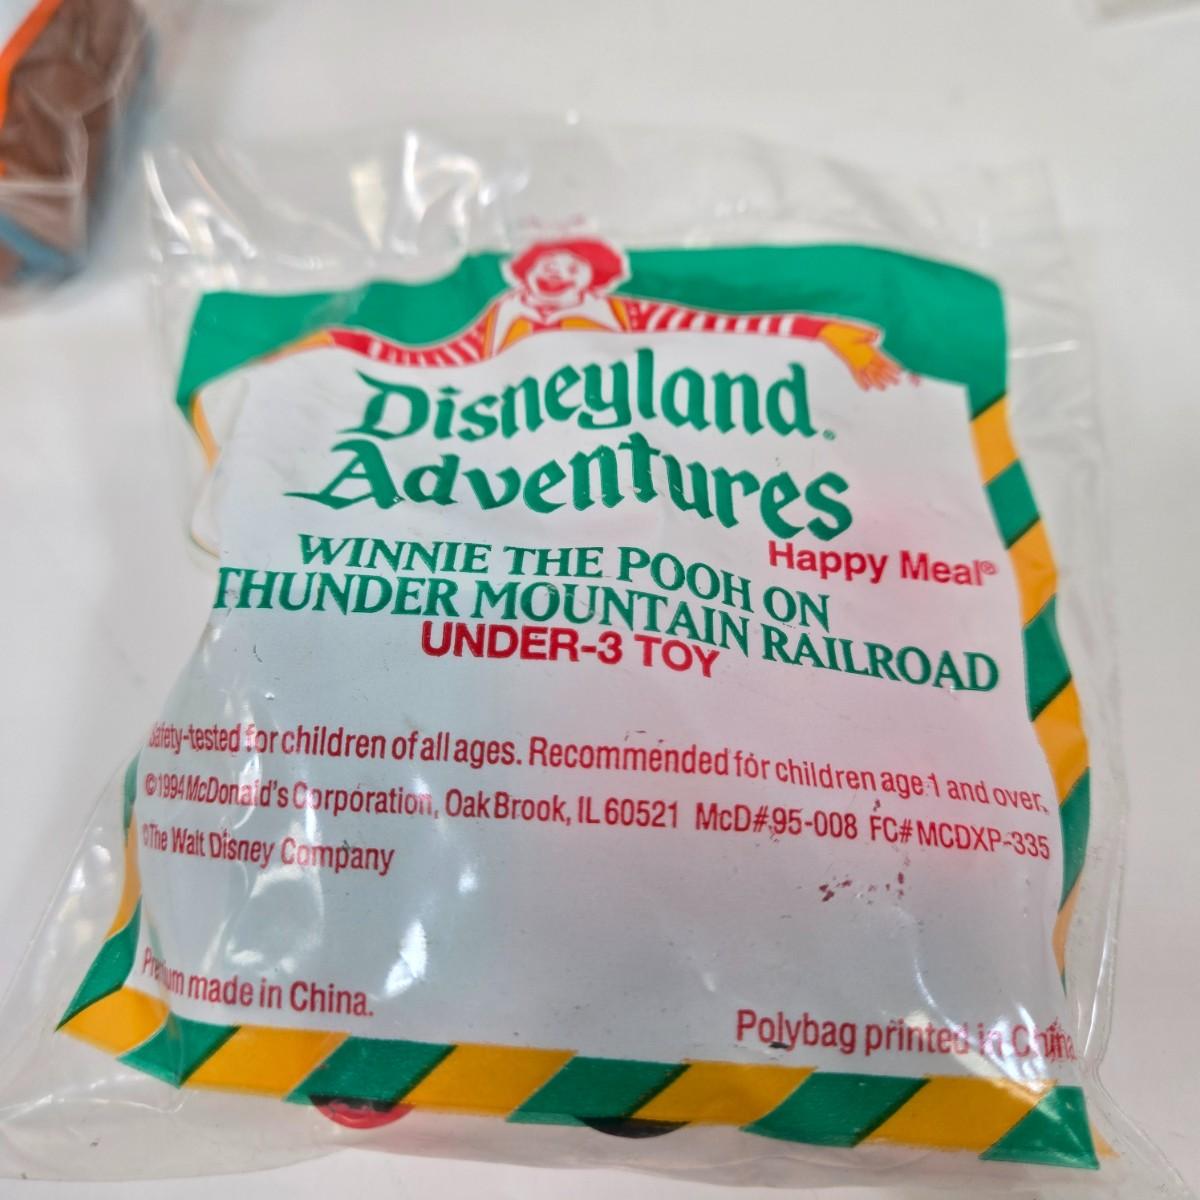 Disneyland®
Adventures
Happy Meal®
WINNIE THE POOH ON
THUNDER MOUNTAIN RAILROAD
UNDER-3 TOY
Safety-tested for children of all ages. Recommended for children age 1 and over.
©1994 McDonald's Corporation, Oak Brook, IL 60521 McD#95-008 FC# MCDXP-335
©The Walt Disney Company
Premium made in China.
Polybag printed in China